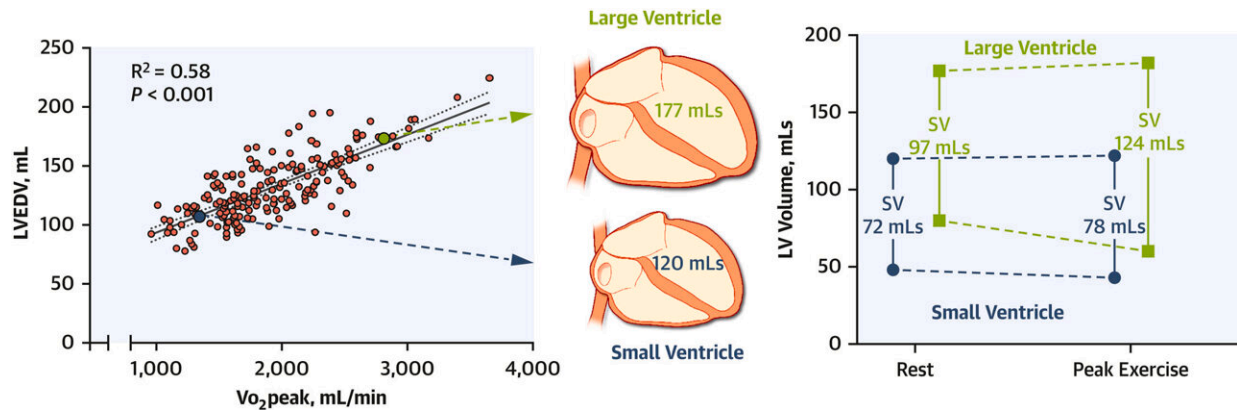 250
200
150
100
50
0
LVEDV, mL
R² = 0.58
P < 0.001
1,000 2,000 3,000 4,000
Vo₂peak, mL/min
Large Ventricle
177 mLs
120 mLs
Small Ventricle
200
150
100
50
0
LV Volume, mLs
Large Ventricle
SV
97 mLs
SV
124 mLs
SV
72 mLs
SV
78 mLs
Small Ventricle
Rest Peak Exercise